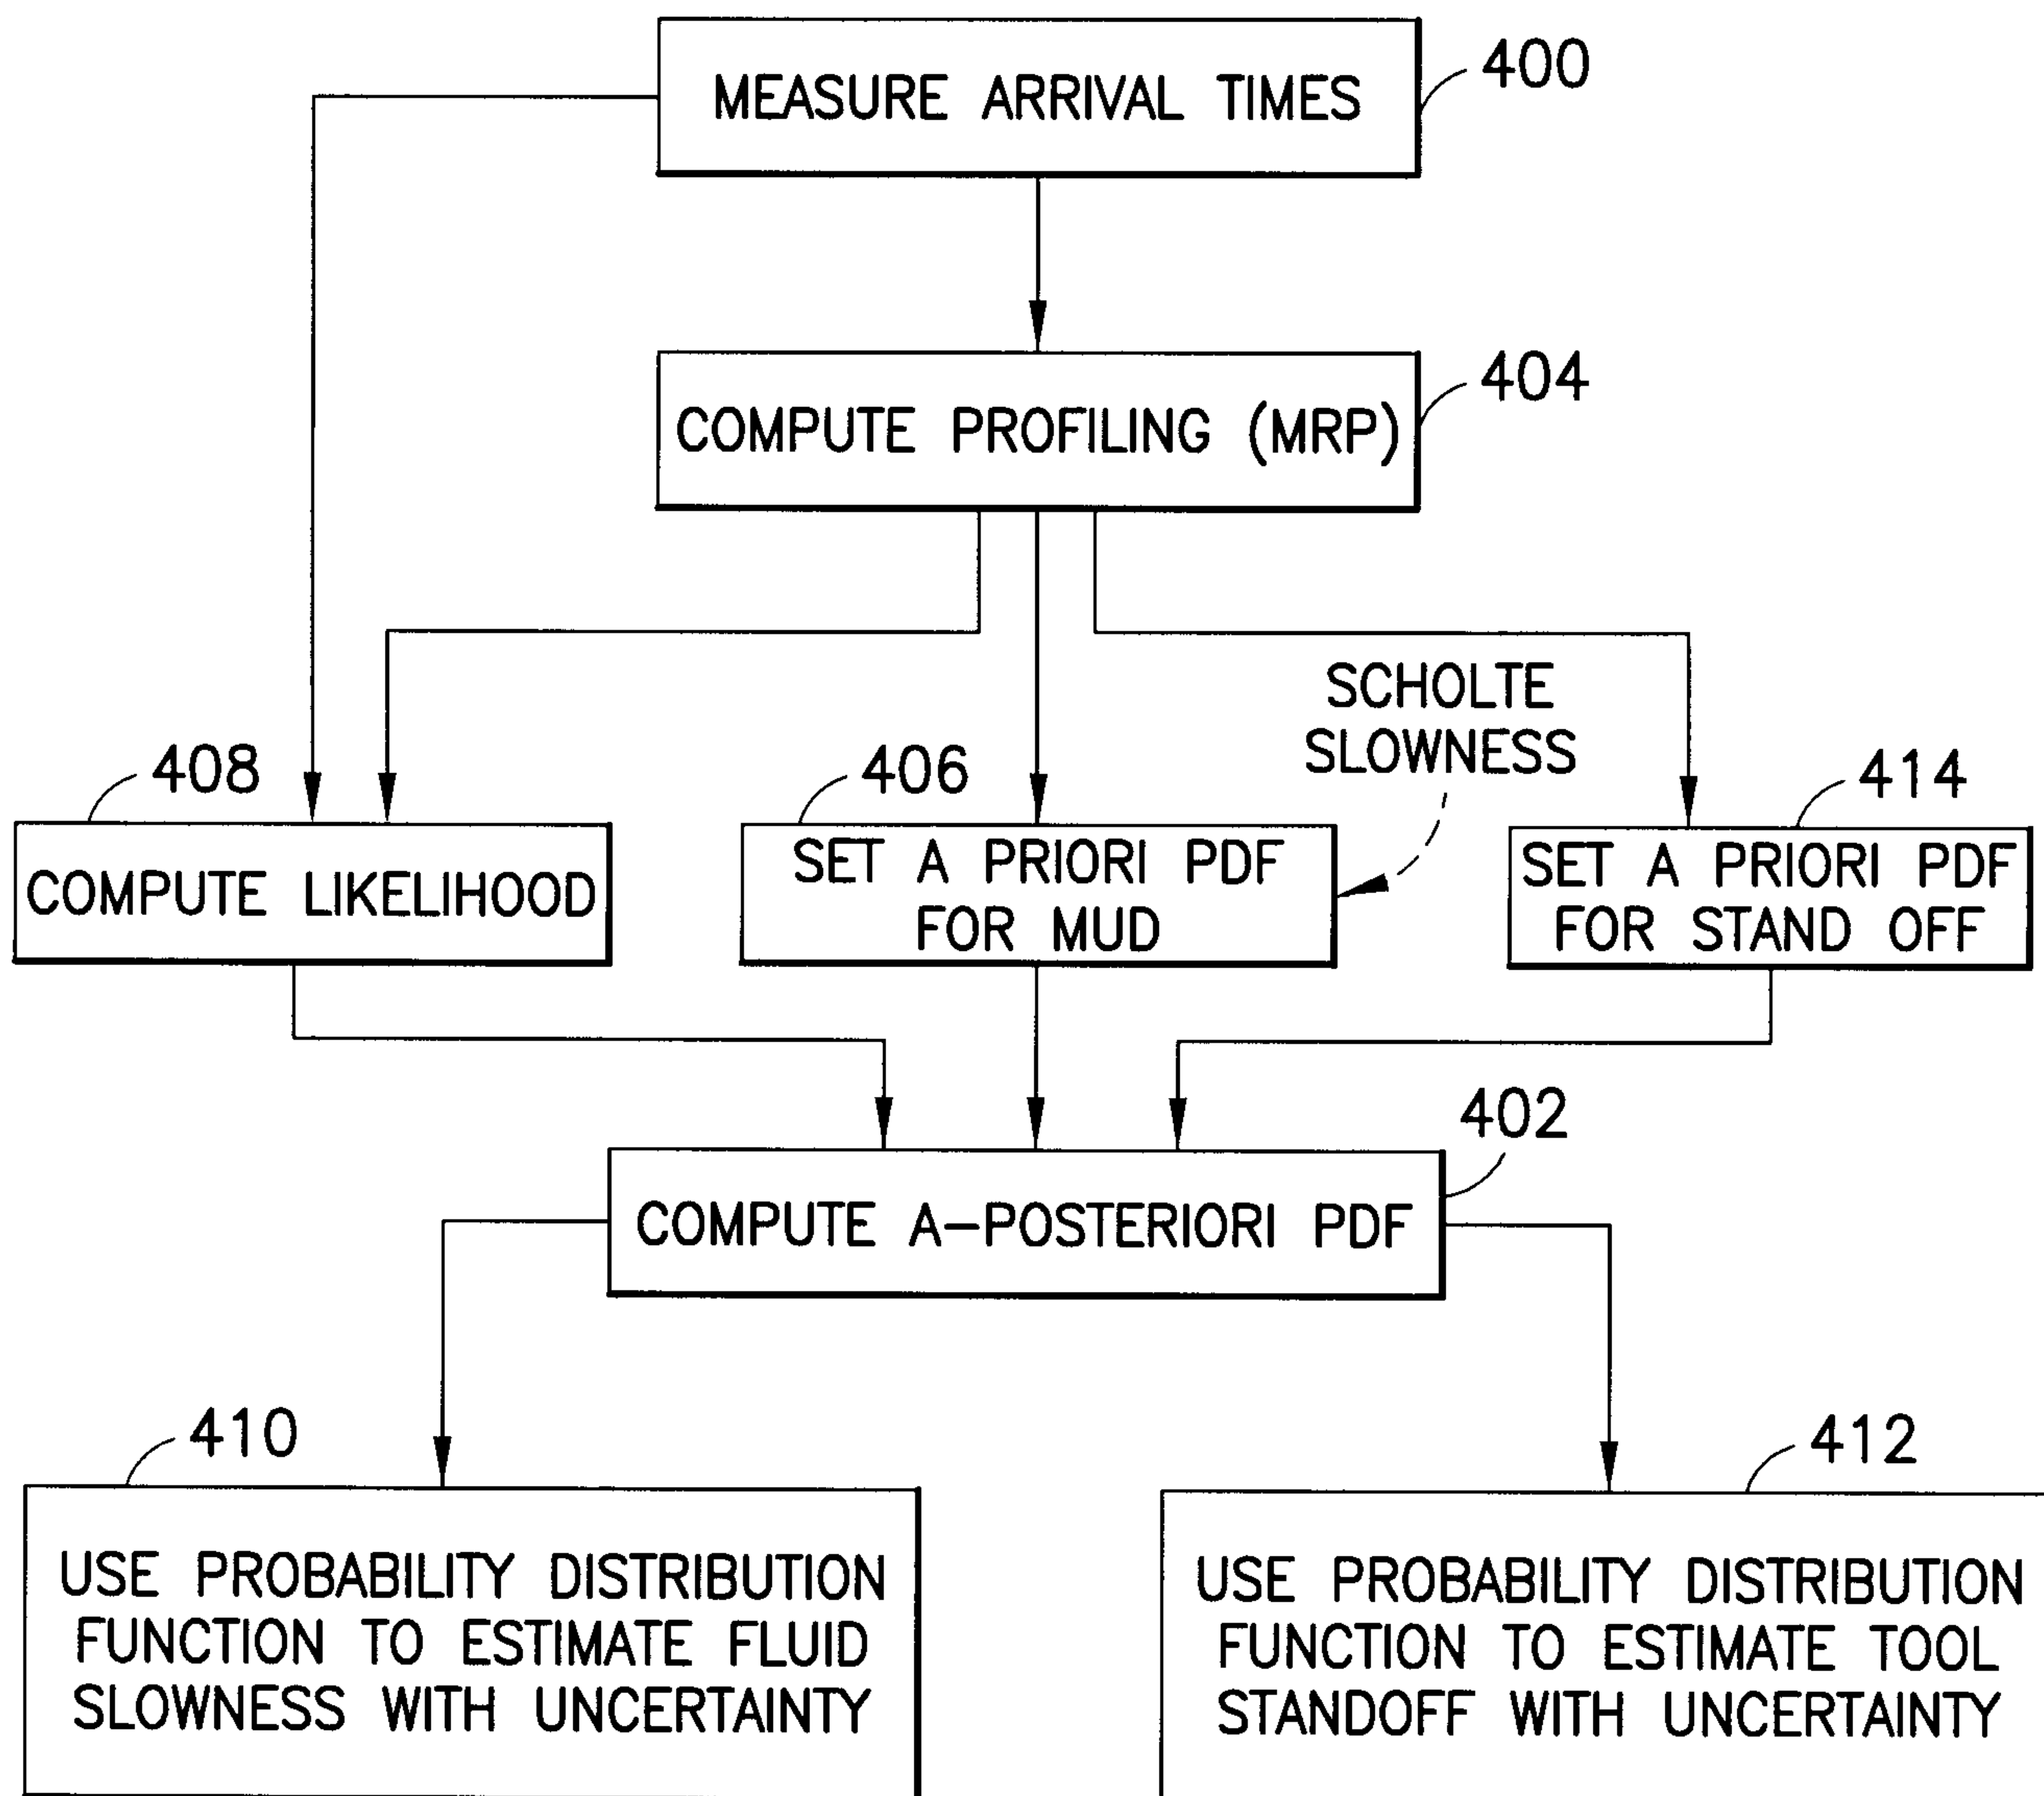 MEASURE ARRIVAL TIMES
400
COMPUTE PROFILING (MRP)
404
SCHOLTE
SLOWNESS
408
COMPUTE LIKELIHOOD
406
SET A PRIORI PDF
FOR MUD
414
SET A PRIORI PDF
FOR STAND OFF
402
COMPUTE A-POSTERIORI PDF
410
USE PROBABILITY DISTRIBUTION
FUNCTION TO ESTIMATE FLUID
SLOWNESS WITH UNCERTAINTY
412
USE PROBABILITY DISTRIBUTION
FUNCTION TO ESTIMATE TOOL
STANDOFF WITH UNCERTAINTY